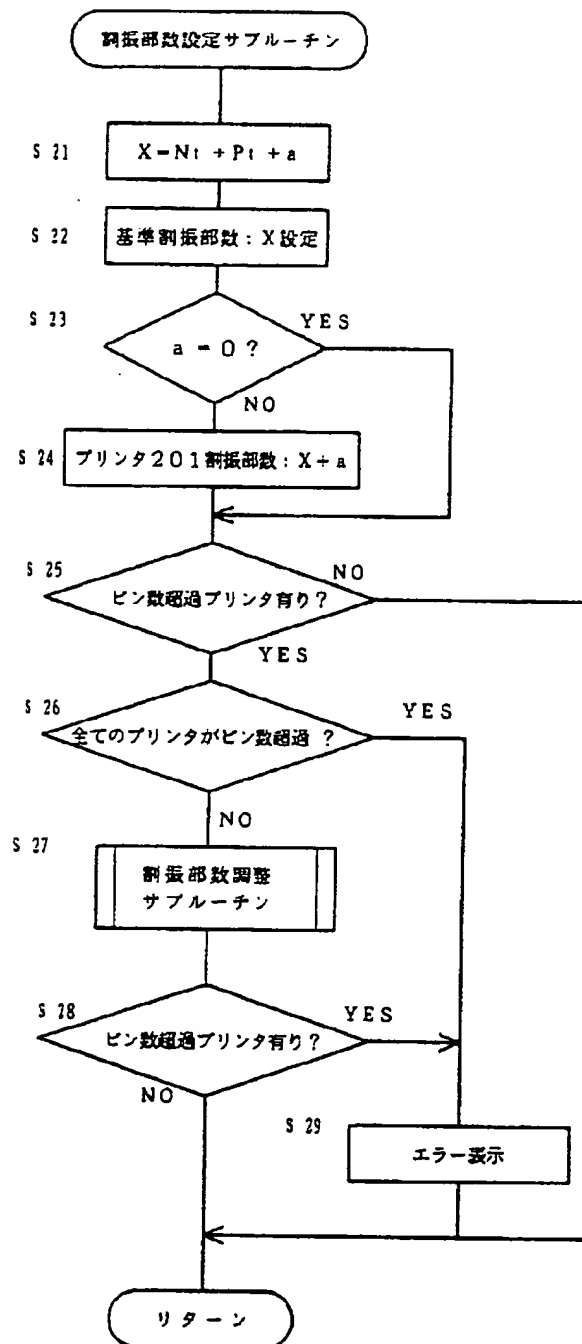 割振部数設定サブルーチン
S 21
X=Nt+Pt+a
S 22
基準割振部数:X設定
S 23
YES
a=0?
NO
S 24
プリンタ201割振部数:X+a
S 25
NO
ビン数超過プリンタ有り?
YES
S 26
YES
全てのプリンタがビン数超過 ?
NO
S 27
割振部数調整
サブルーチン
S 28
YES
ビン数超過プリンタ有り?
NO
S 29
エラー表示
リターン